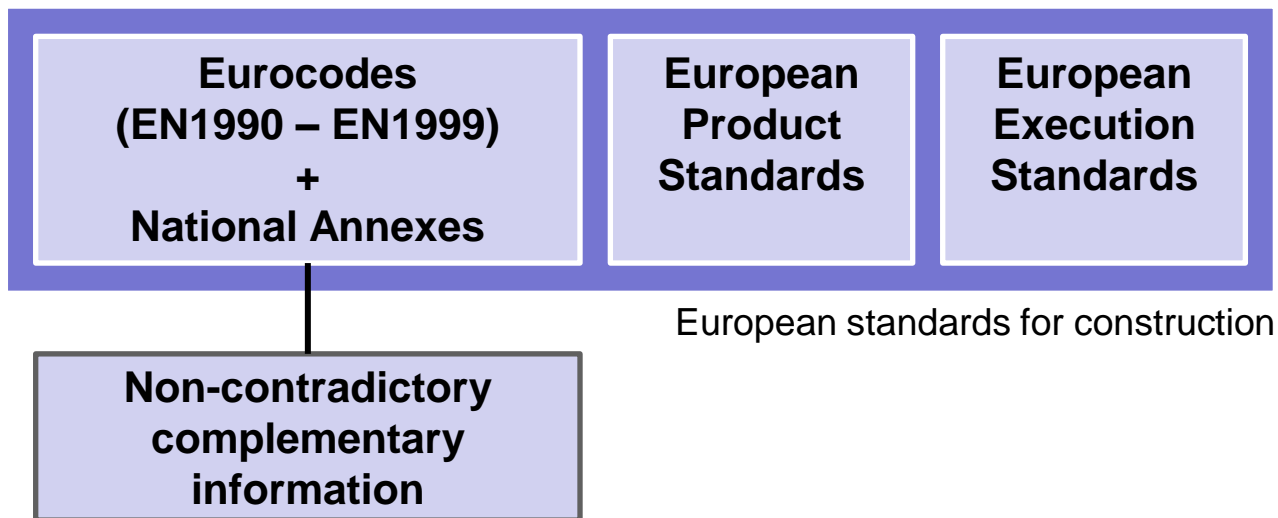 Eurocodes
(EN1990 – EN1999)
+
National Annexes
European
Product
Standards
European
Execution
Standards
European standards for construction
Non-contradictory
complementary
information